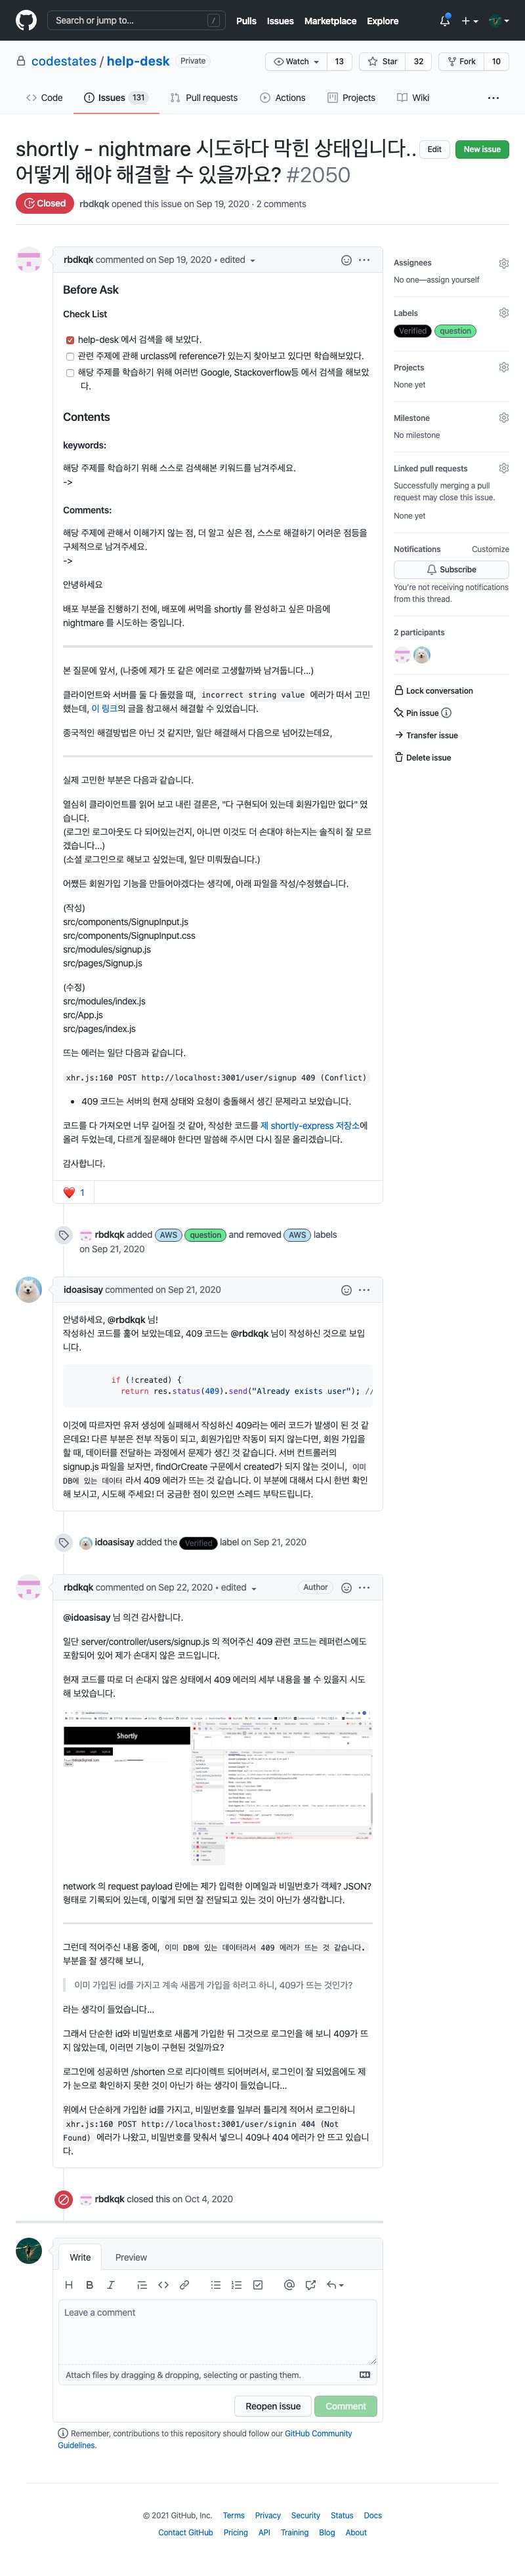 Search or jump to...
/
Pulls Issues Marketplace Explore
codestates / help-desk Private
Watch 13 Star 32 Fork 10
Code Issues 131 Pull requests Actions Projects Wiki
shortly - nightmare 시도하다 막힌 상태입니다..
어떻게 해야 해결할 수 있을까요? #2050
Edit New issue
Closed rbdkqk opened this issue on Sep 19, 2020 · 2 comments
rbdkqk commented on Sep 19, 2020 • edited
Before Ask
Check List
help-desk 에서 검색을 해 보았다.
관련 주제에 관해 urclass에 reference가 있는지 찾아보고 있다면 학습해보았다.
해당 주제를 학습하기 위해 여러번 Google, Stackoverflow등 에서 검색을 해보았
다.
Contents
keywords:
해당 주제를 학습하기 위해 스스로 검색해본 키워드를 남겨주세요.
->
Comments:
해당 주제에 관해서 이해가지 않는 점, 더 알고 싶은 점, 스스로 해결하기 어려운 점등을
구체적으로 남겨주세요.
->
안녕하세요
배포 부분을 진행하기 전에, 배포에 써먹을 shortly 를 완성하고 싶은 마음에
nightmare 를 시도하는 중입니다.
본 질문에 앞서, (나중에 제가 또 같은 에러로 고생할까봐 남겨둡니다...)
클라이언트와 서버를 둘 다 돌렸을 때, incorrect string value 에러가 떠서 고민
했는데, 이 링크의 글을 참고해서 해결할 수 있었습니다.
종국적인 해결방법은 아닌 것 같지만, 일단 해결해서 다음으로 넘어갔는데요,
실제 고민한 부분은 다음과 같습니다.
열심히 클라이언트를 읽어 보고 내린 결론은, "다 구현되어 있는데 회원가입만 없다" 였
습니다.
(로그인 로그아웃도 다 되어있는건지, 아니면 이것도 더 손대야 하는지는 솔직히 잘 모르
겠습니다...)
(소셜 로그인으로 해보고 싶었는데, 일단 미뤄뒀습니다.)
어쨌든 회원가입 기능을 만들어야겠다는 생각에, 아래 파일을 작성/수정했습니다.
(작성)
src/components/SignupInput.js
src/components/SignupInput.css
src/modules/signup.js
src/pages/Signup.js
(수정)
src/modules/index.js
src/App.js
src/pages/index.js
뜨는 에러는 일단 다음과 같습니다.
xhr.js:160 POST http://localhost:3001/user/signup 409 (Conflict)
• 409 코드는 서버의 현재 상태와 요청이 충돌해서 생긴 문제라고 보았습니다.
코드를 다 가져오면 너무 길어질 것 같아, 작성한 코드를 제 shortly-express 저장소에
올려 두었는데, 다르게 질문해야 한다면 말씀해 주시면 다시 질문 올리겠습니다.
감사합니다.
❤️ 1
Assignees
No one—assign yourself
Labels
Verified question
Projects
None yet
Milestone
No milestone
Linked pull requests
Successfully merging a pull
request may close this issue.
None yet
Notifications Customize
Subscribe
You're not receiving notifications
from this thread.
2 participants
Lock conversation
Pin issue
Transfer issue
Delete issue
rbdkqk added AWS question and removed AWS labels
on Sep 21, 2020
idoasisay commented on Sep 21, 2020
안녕하세요, @rbdkqk 님!
작성하신 코드를 훑어 보았는데요, 409 코드는 @rbdkqk 님이 작성하신 것으로 보입
니다.
if (!created) {
return res.status(409).send("Already exists user"); //
이것에 따르자면 유저 생성에 실패해서 작성하신 409라는 에러 코드가 발생이 된 것 같
은데요! 다른 부분은 전부 작동이 되고, 회원가입만 작동이 되지 않는다면, 회원 가입을
할 때, 데이터를 전달하는 과정에서 문제가 생긴 것 같습니다. 서버 컨트롤러의
signup.js 파일을 보자면, findOrCreate 구문에서 created가 되지 않는 것이니, 이미
DB에 있는 데이터 라서 409 에러가 뜨는 것 같습니다. 이 부분에 대해서 다시 한번 확인
해 보시고, 시도해 주세요! 더 궁금한 점이 있으면 스레드 부탁드립니다.
idoasisay added the Verified label on Sep 21, 2020
rbdkqk commented on Sep 22, 2020 • edited Author
@idoasisay 님 의견 감사합니다.
일단 server/controller/users/signup.js 의 적어주신 409 관련 코드는 레퍼런스에도
포함되어 있어 제가 손대지 않은 코드입니다.
현재 코드를 따로 더 손대지 않은 상태에서 409 에러의 세부 내용을 볼 수 있을지 시도
해 보았습니다.
Shortly
network 의 request payload 란에는 제가 입력한 이메일과 비밀번호가 객체? JSON?
형태로 기록되어 있는데, 이렇게 되면 잘 전달되고 있는 것이 아닌가 생각합니다.
그런데 적어주신 내용 중에, 이미 DB에 있는 데이터라서 409 에러가 뜨는 것 같습니다.
부분을 잘 생각해 보니,
이미 가입된 id를 가지고 계속 새롭게 가입을 하려고 하니, 409가 뜨는 것인가?
라는 생각이 들었습니다...
그래서 단순한 id와 비밀번호로 새롭게 가입한 뒤 그것으로 로그인을 해 보니 409가 뜨
지 않았는데, 이러면 기능이 구현된 것일까요?
로그인에 성공하면 /shorten 으로 리다이렉트 되어버려서, 로그인이 잘 되었음에도 제
가 눈으로 확인하지 못한 것이 아닌가 하는 생각이 들었습니다...
위에서 단순하게 가입한 id를 가지고, 비밀번호를 일부러 틀리게 적어서 로그인하니
xhr.js:160 POST http://localhost:3001/user/signin 404 (Not
Found) 에러가 나왔고, 비밀번호를 맞춰서 넣으니 409나 404 에러가 안 뜨고 있습니
다.
rbdkqk closed this on Oct 4, 2020
Write Preview
Leave a comment
Attach files by dragging & dropping, selecting or pasting them.
Reopen issue Comment
Remember, contributions to this repository should follow our GitHub Community
Guidelines.
© 2021 GitHub, Inc. Terms Privacy Security Status Docs
Contact GitHub Pricing API Training Blog About